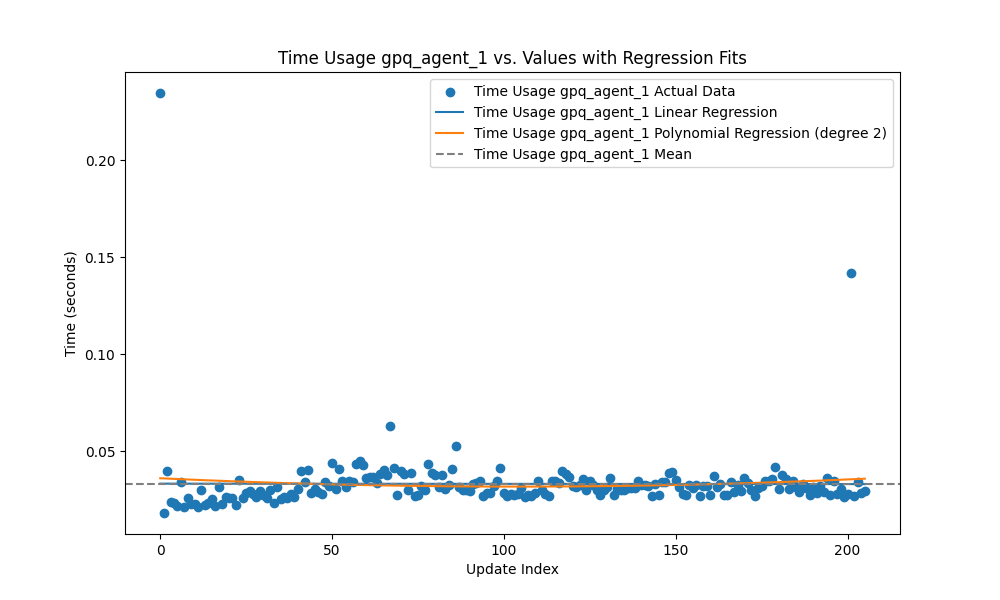 Time Usage gpq_agent_1 vs. Values with Regression Fits
Time Usage gpq_agent_1 Actual Data
Time Usage gpq_agent_1 Linear Regression
Time Usage gpq_agent_1 Polynomial Regression (degree 2)
Time Usage gpq_agent_1 Mean
Time (seconds)
0.20
0.15
0.10
0.05
0 50 100 150 200
Update Index